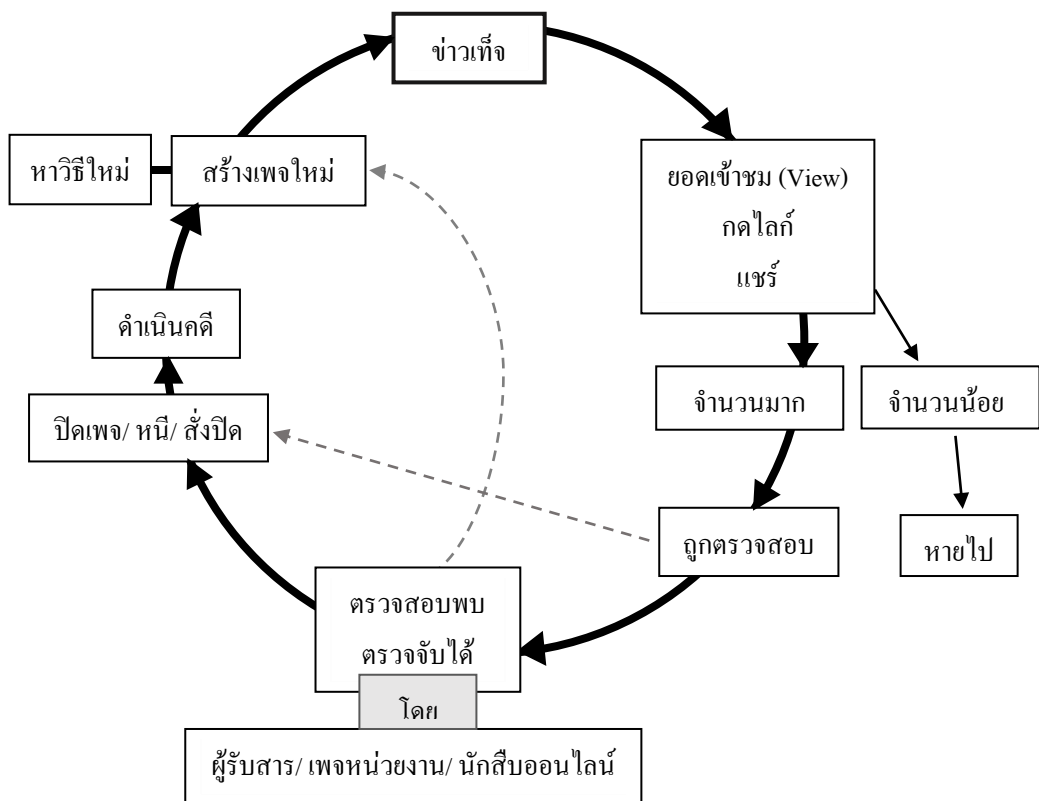 ข่าวเท็จ
หาวิธีใหม่
สร้างเพจใหม่
ยอดเข้าชม (View)
กดไลก์
แชร์
ดำเนินคดี
จำนวนมาก
จำนวนน้อย
ปิดเพจ/ หนี/ สั่งปิด
ถูกตรวจสอบ
หายไป
ตรวจสอบพบ
ตรวจจับได้
โดย
ผู้รับสาร/ เพจหน่วยงาน/ นักสืบออนไลน์